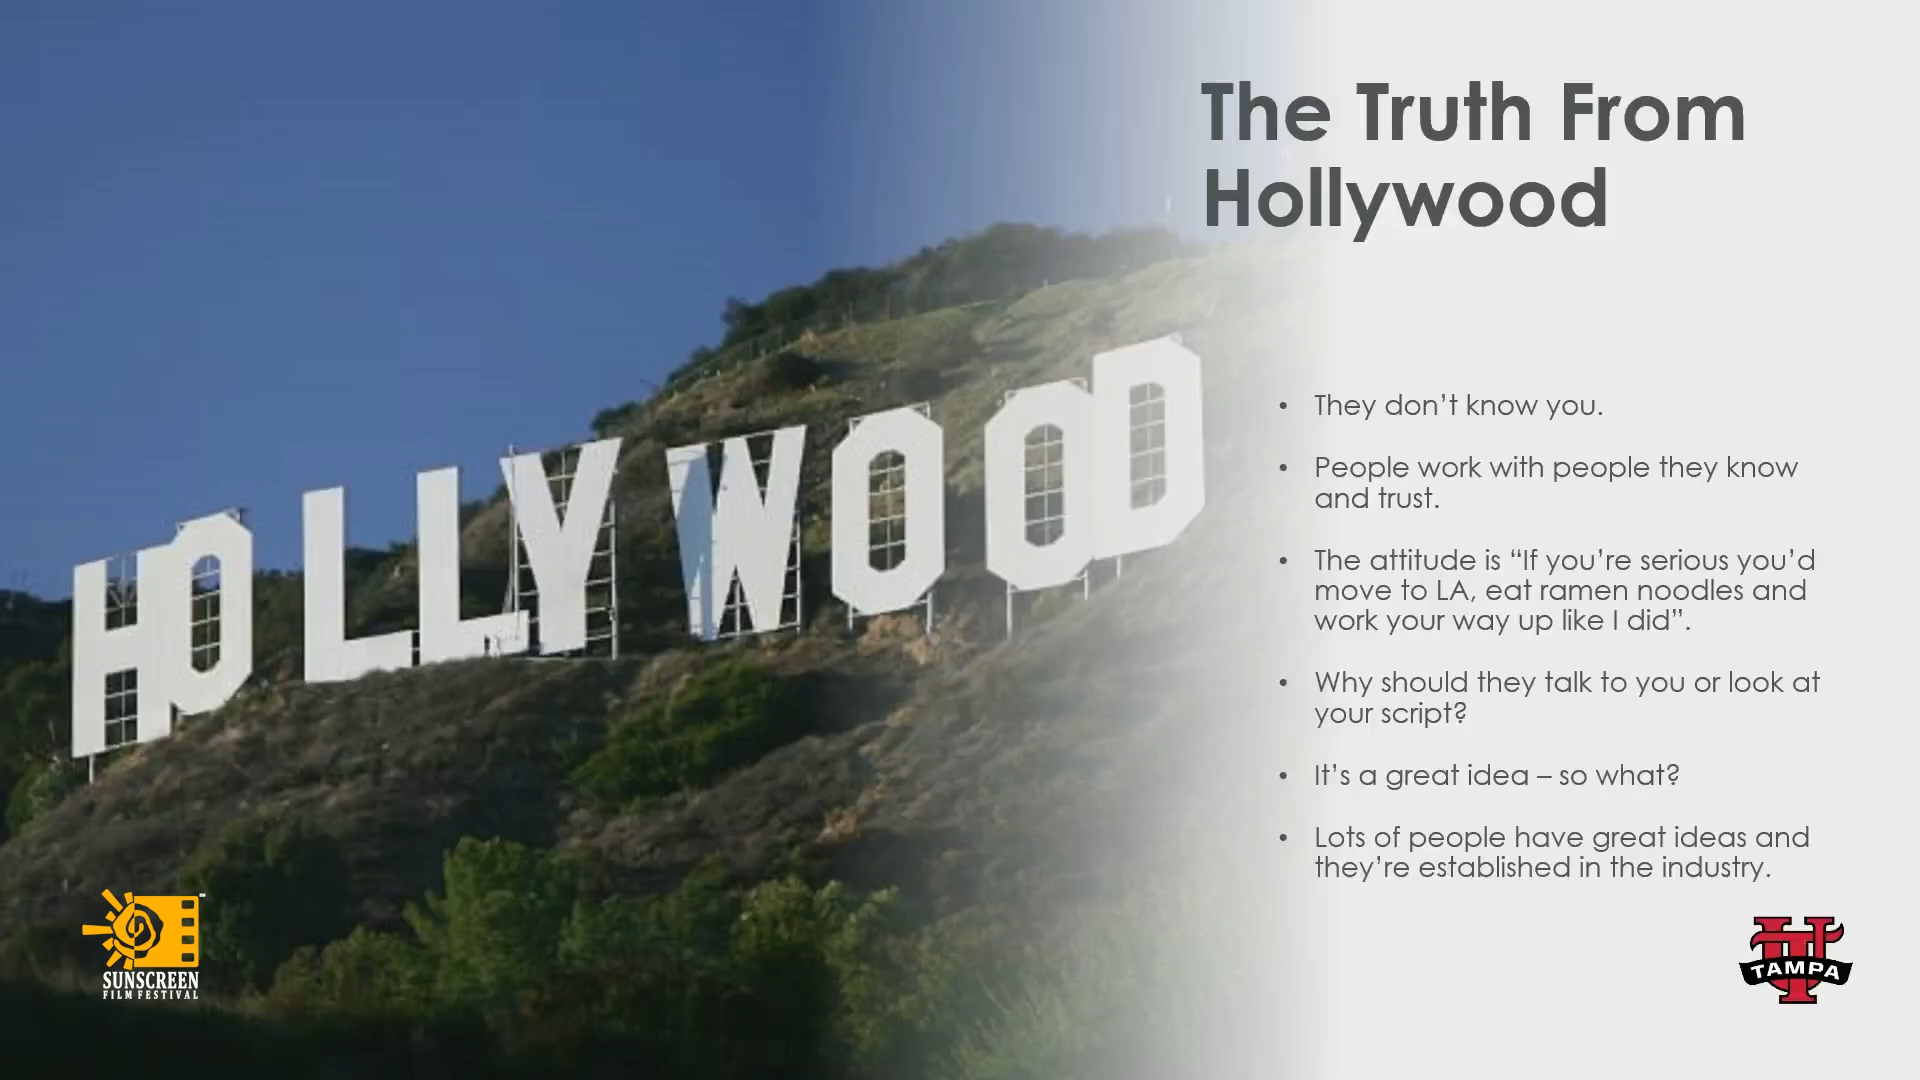 The Truth From
Hollywood
HOLLYWOOD
• They don’t know you.
• People work with people they know
and trust.
• The attitude is “If you’re serious you’d
move to LA, eat ramen noodles and
work your way up like I did”.
• Why should they talk to you or look at
your script?
• It’s a great idea – so what?
• Lots of people have great ideas and
they’re established in the industry.
SUNSCREEN
FILM FESTIVAL
™
UT
TAMPA